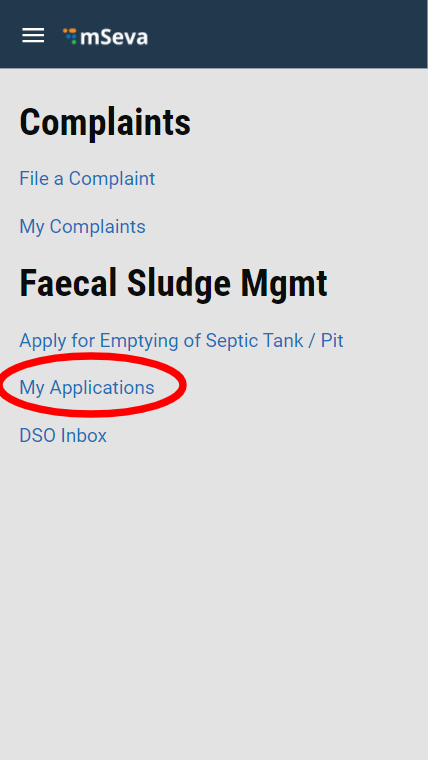 mSeva
Complaints
File a Complaint
My Complaints
Faecal Sludge Mgmt
Apply for Emptying of Septic Tank / Pit
My Applications
DSO Inbox